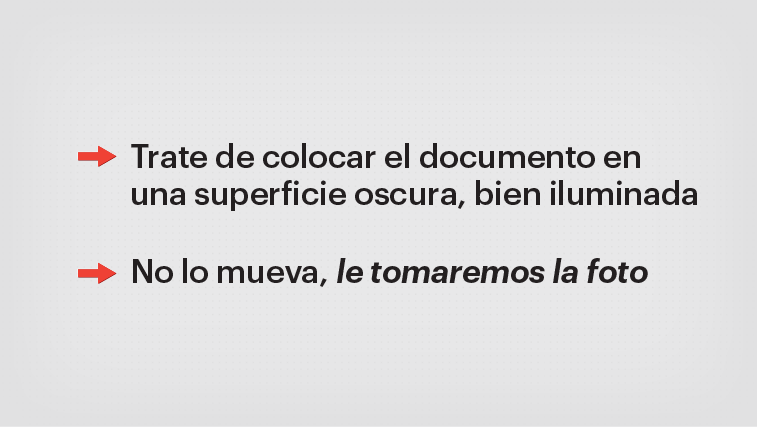 Trate de colocar el documento en
una superficie oscura, bien iluminada
No lo mueva, le tomaremos la foto